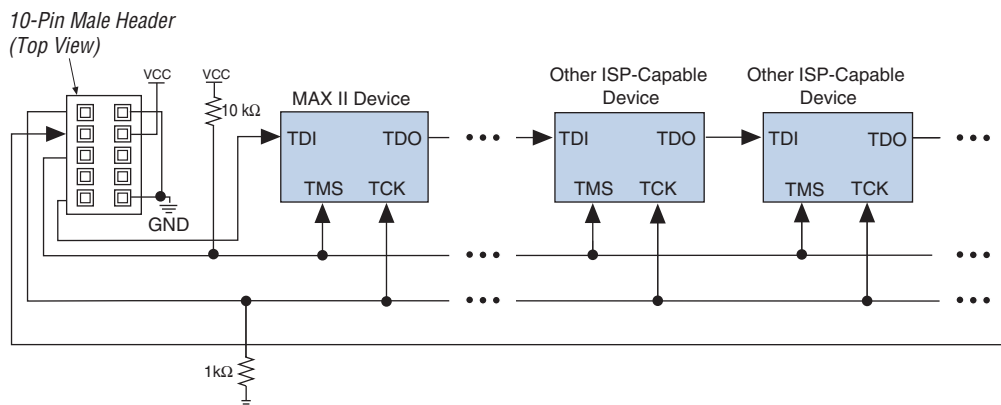 10-Pin Male Header
(Top View)
VCC
VCC
10 kΩ
GND
MAX II Device
TDI
TDO
TMS
TCK
Other ISP-Capable
Device
TDI
TDO
TMS
TCK
Other ISP-Capable
Device
TDI
TDO
TMS
TCK
1kΩ